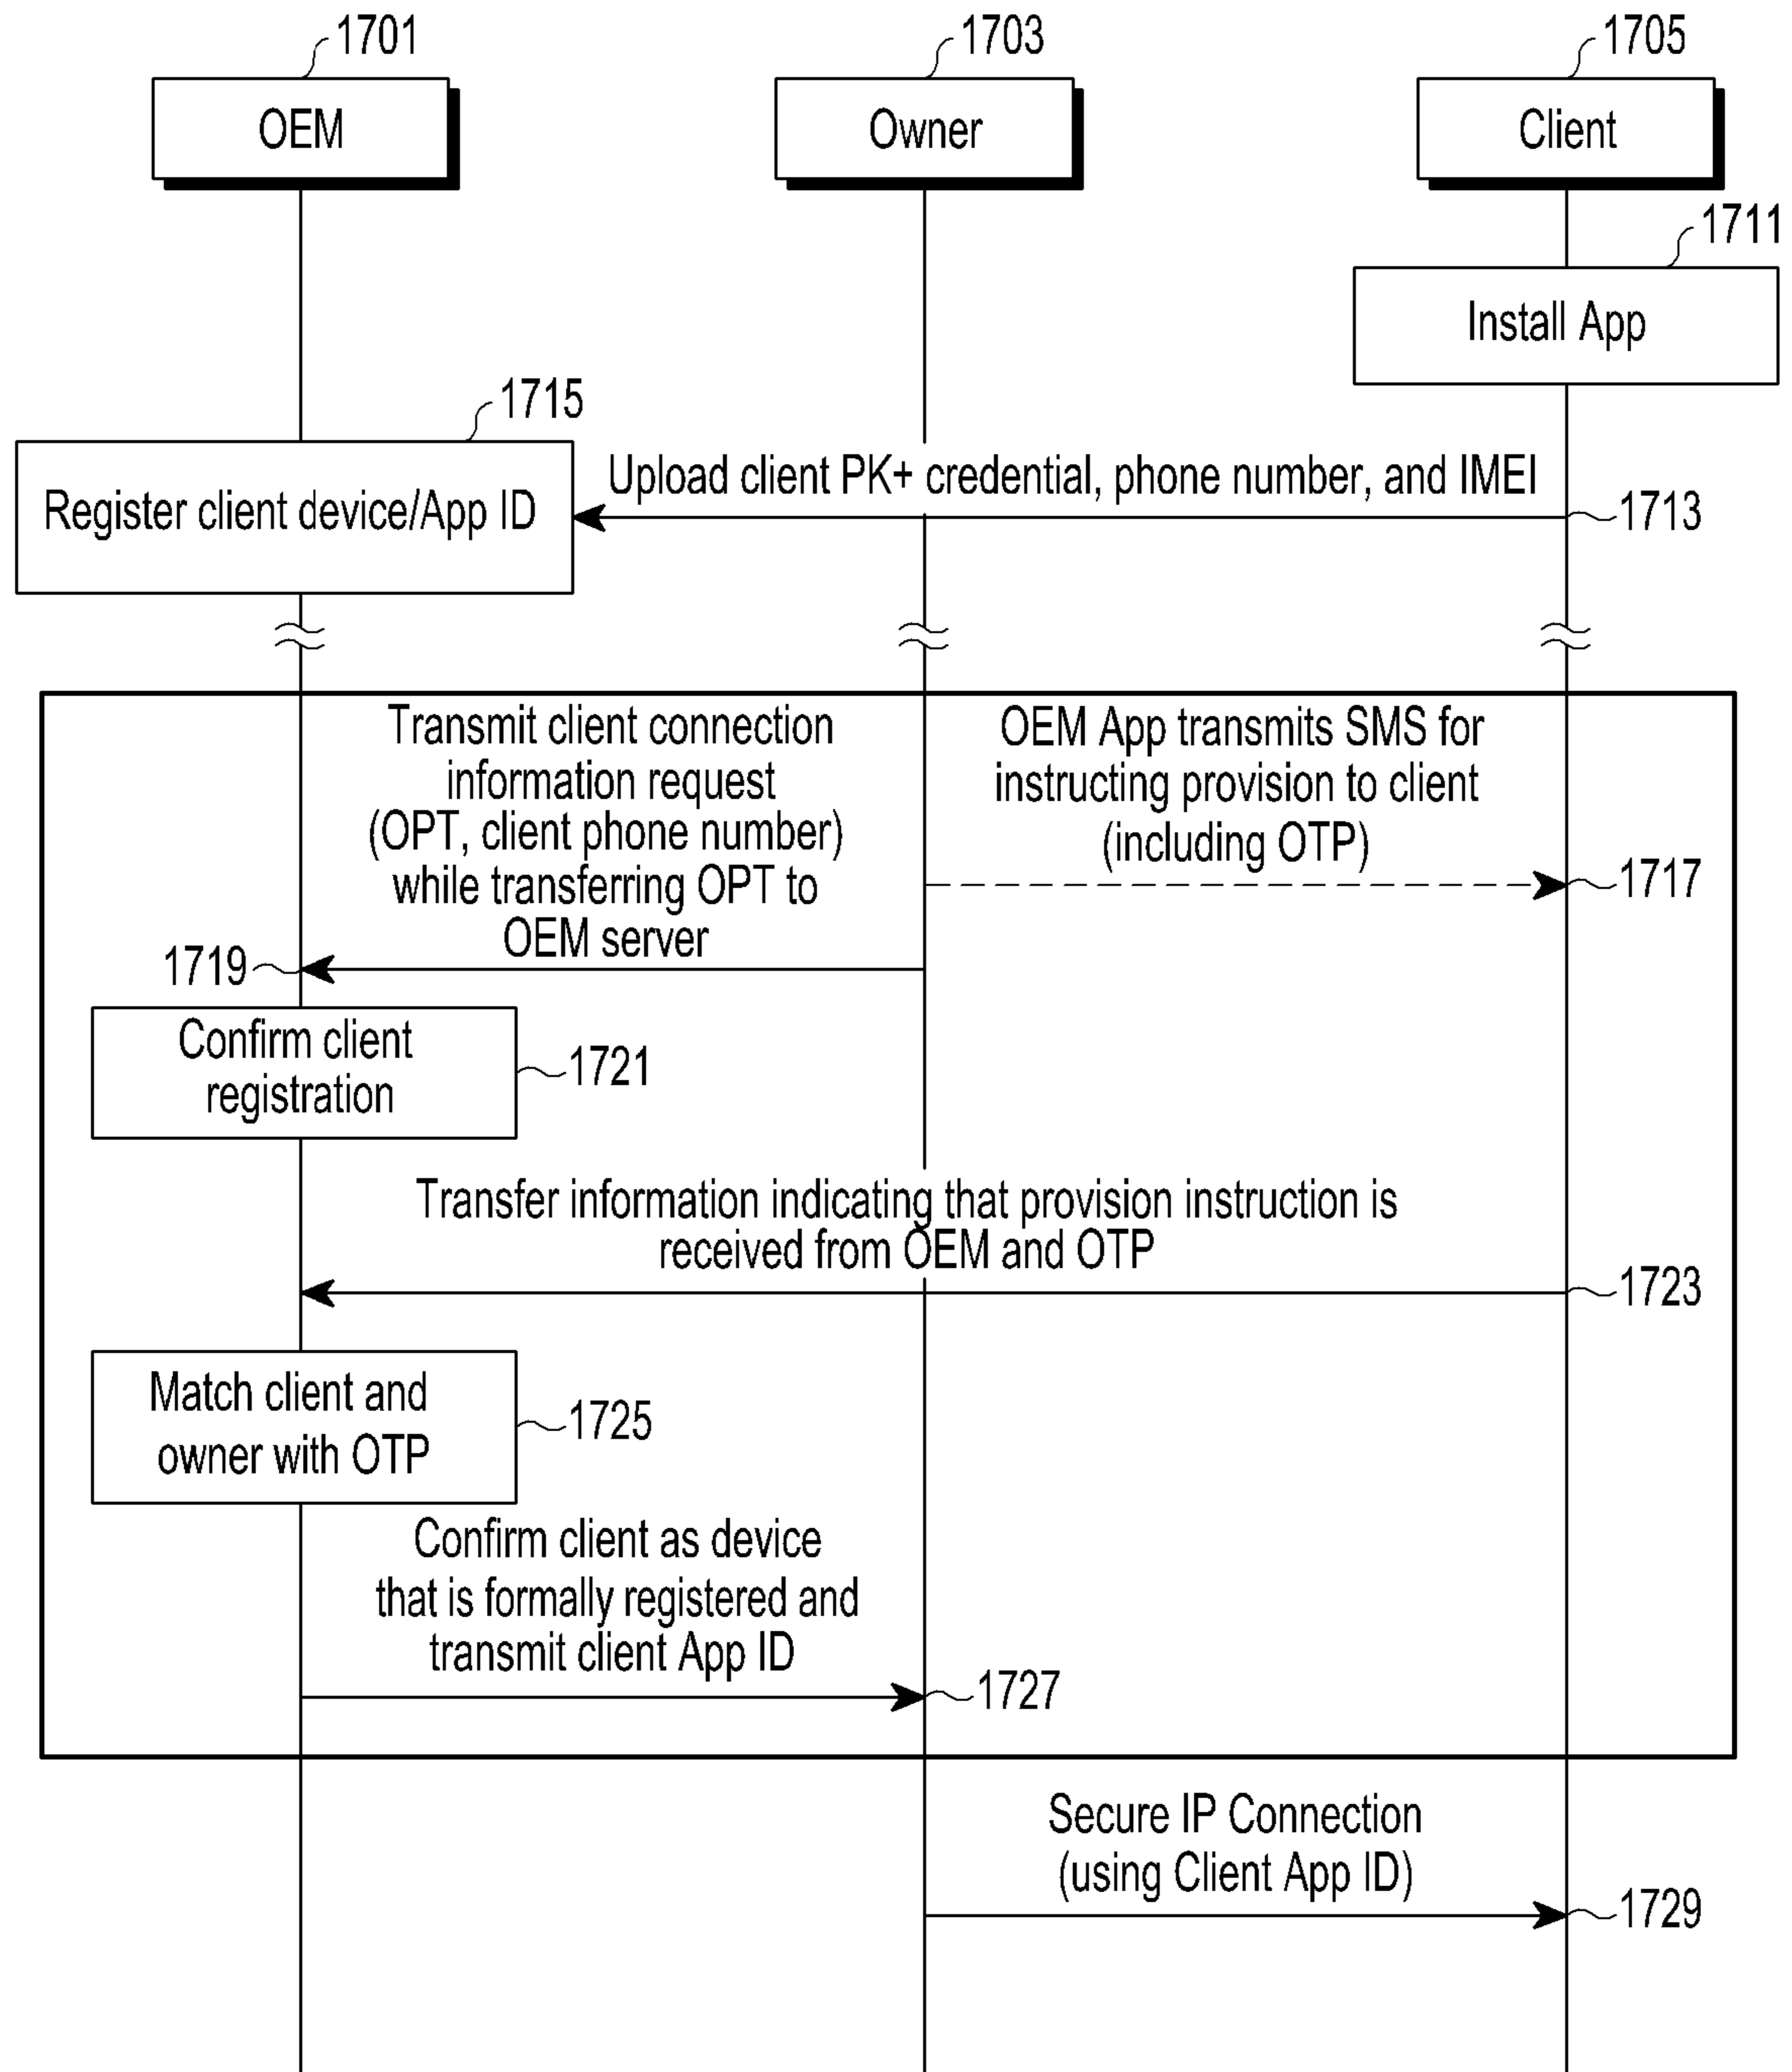 1701
1703
1705
OEM
Owner
Client
1711
Install App
1715
Register client device/App ID
Upload client PK+ credential, phone number, and IMEI
1713
Transmit client connection
information request
(OPT, client phone number)
while transferring OPT to
OEM server
OEM App transmits SMS for
instructing provision to client
(including OTP)
1717
1719
Confirm client
registration
1721
Transfer information indicating that provision instruction is
received from OEM and OTP
1723
Match client and
owner with OTP
1725
Confirm client as device
that is formally registered and
transmit client App ID
1727
Secure IP Connection
(using Client App ID)
1729